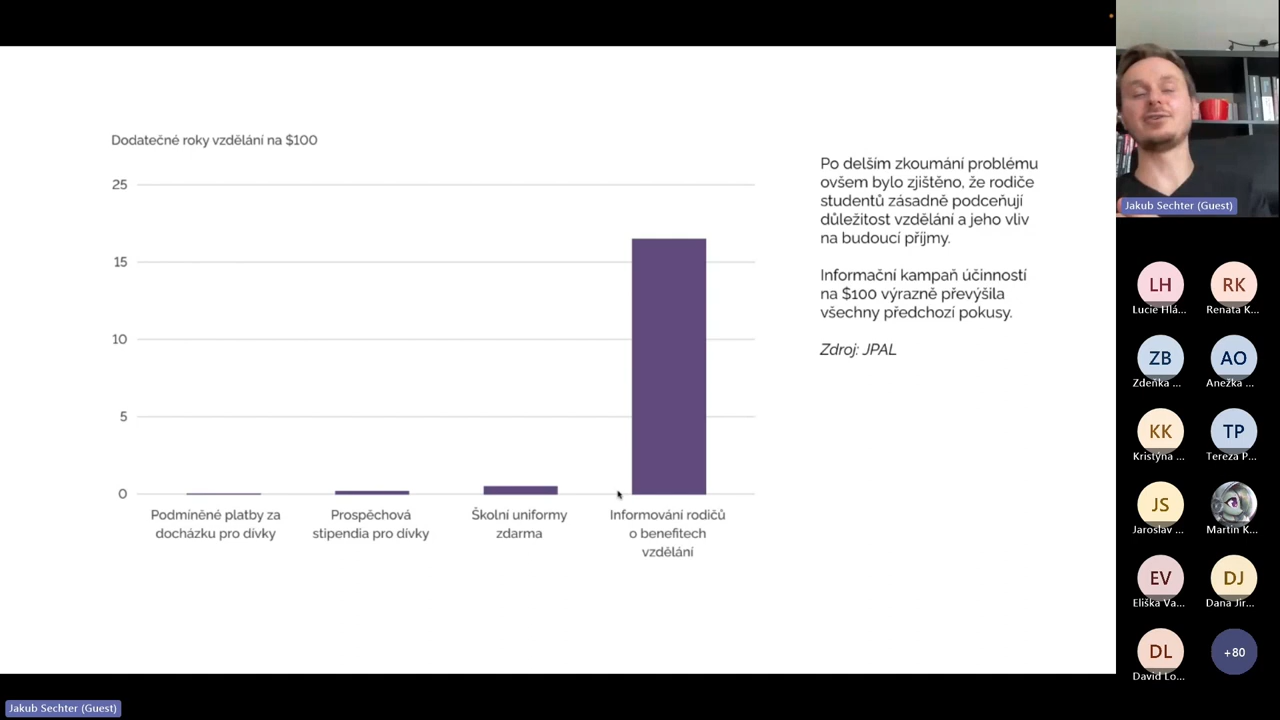 Dodatečné roky vzdělání na $100
25
15
10
5
0
Podmíněné platby za
docházku pro dívky
Prospěchová
stipendia pro dívky
Školní uniformy
zdarma
Informování rodičů
o benefitech
vzdělání
Po delším zkoumání problému
ovšem bylo zjištěno, že rodiče
studentů zásadně podceňují
důležitost vzdělání a jeho vliv
na budoucí příjmy.
Informační kampaň účinností
na $100 výrazně převýšila
všechny předchozí pokusy.
Zdroj: JPAL
Jakub Sechter (Guest)
LH
RK
Lucie Hlá...
Renata K...
ZB
AO
Zdeňka ...
Anežka ...
KK
TP
Kristýna ...
Tereza P...
JS
Jaroslav ...
Martin K...
EV
DJ
Eliška Va...
Dana Jir...
DL
+80
David Lo...
Jakub Sechter (Guest)